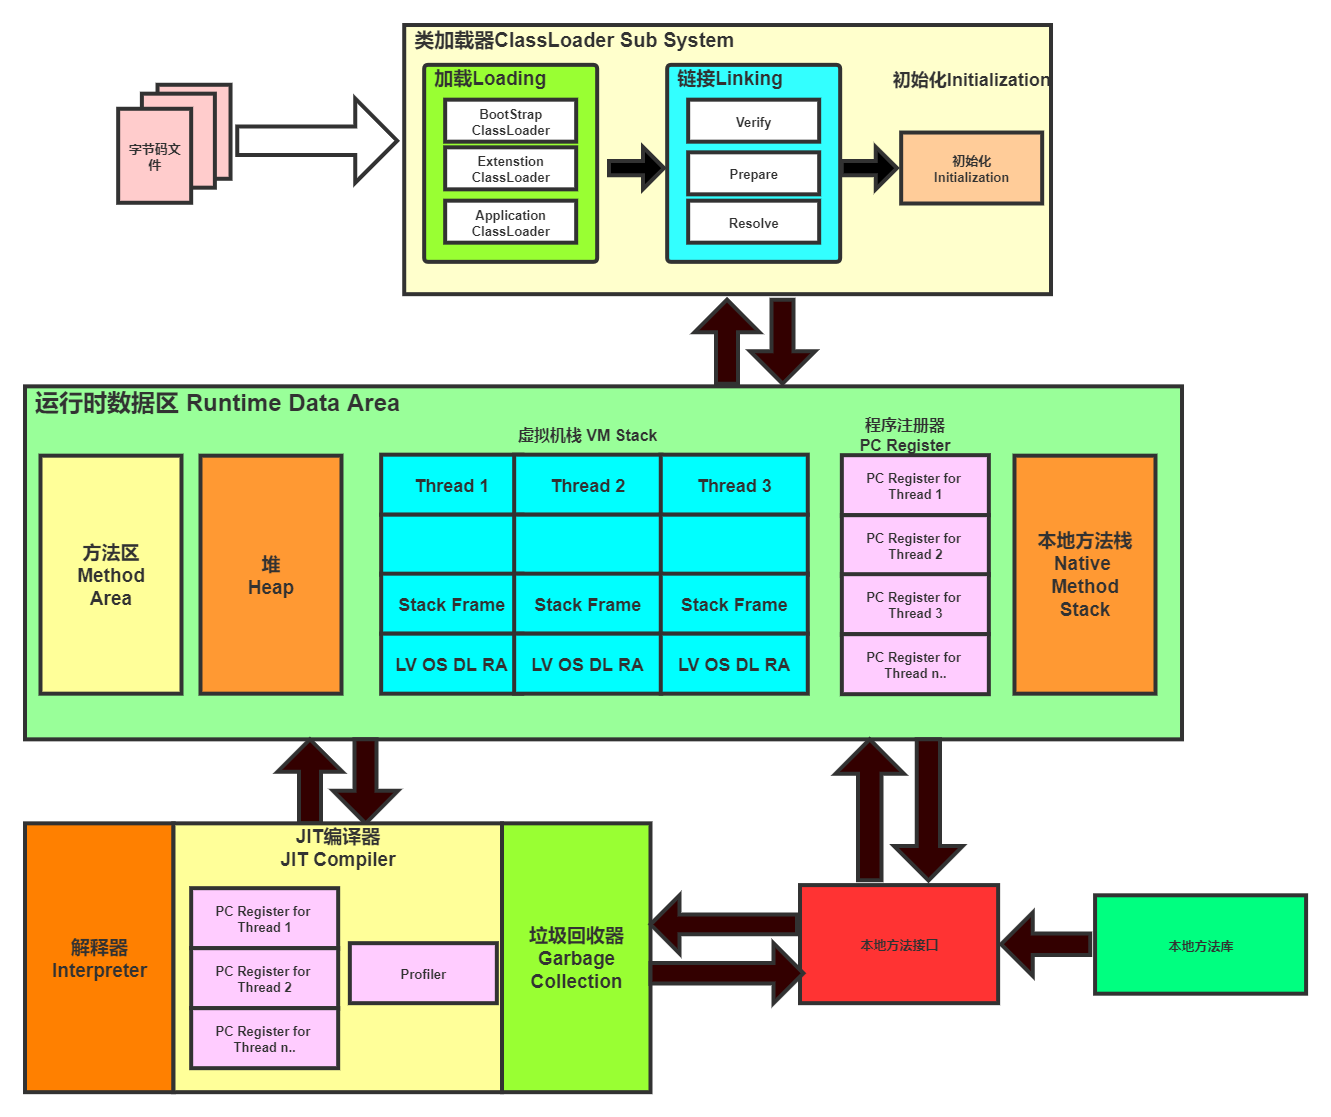 类加载器ClassLoader Sub System
加载Loading
BootStrap
ClassLoader
Extenstion
ClassLoader
Application
ClassLoader
链接Linking
Verify
Prepare
Resolve
初始化Initialization
初始化
Initialization
字节码文
件
运行时数据区 Runtime Data Area
方法区
Method
Area
堆
Heap
虚拟机栈 VM Stack
Thread 1
Thread 2
Thread 3
Stack Frame
Stack Frame
Stack Frame
LV OS DL RA
LV OS DL RA
LV OS DL RA
程序注册器
PC Register
PC Register for
Thread 1
PC Register for
Thread 2
PC Register for
Thread 3
PC Register for
Thread n..
本地方法栈
Native
Method
Stack
解释器
Interpreter
JIT编译器
JIT Compiler
PC Register for
Thread 1
PC Register for
Thread 2
PC Register for
Thread n..
Profiler
垃圾回收器
Garbage
Collection
本地方法接口
本地方法库